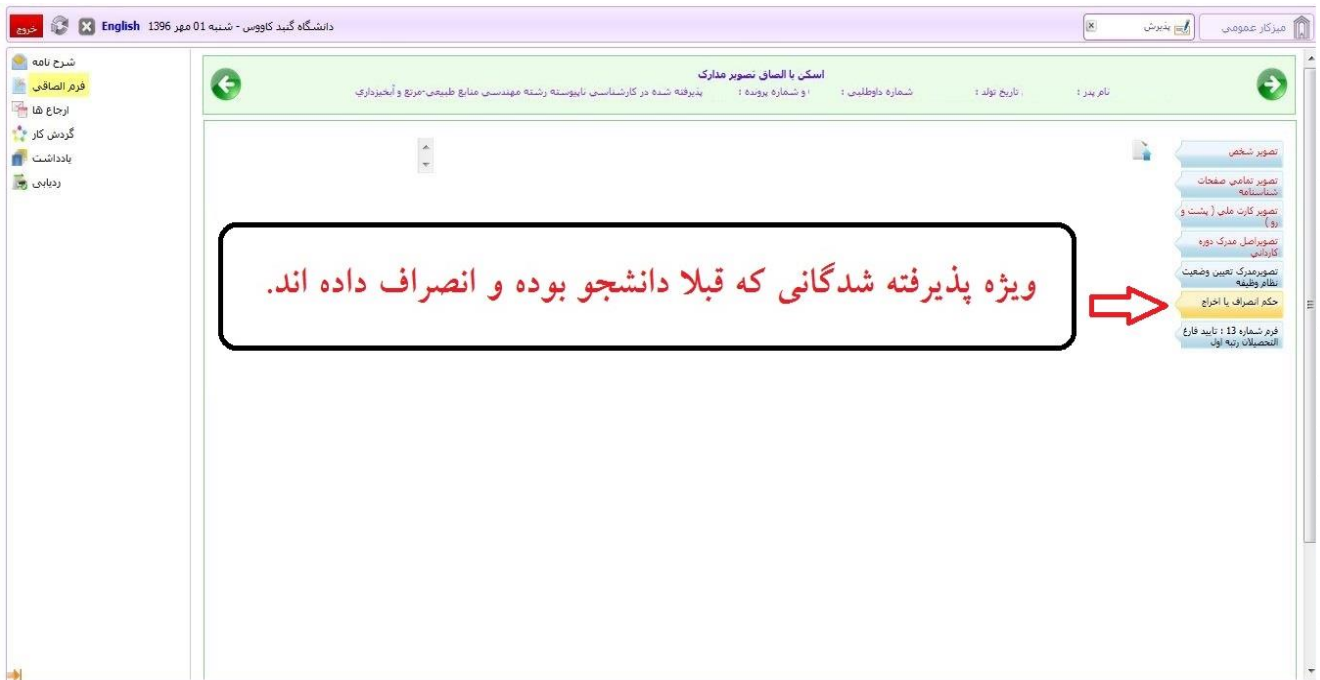 میزکار عمومی
پذیرش
دانشگاه گنبد کاووس - شنبه 01 مهر 1396 English
خروج
شرح نامه
فرم الصاقی
ارجاع ها
گردش کار
یادداشت
ردیابی
اسکن یا الصاق تصویر مدارک
نام پدر : تاریخ تولد : شماره داوطلبی : و شماره پرونده : پذیرفته شده در کارشناسی ناپیوسته رشته مهندسی منابع طبیعی-مرتع و آبخیزداری
تصویر شخص
تصویر تمامی صفحات
شناسنامه
تصویر کارت ملی ( پشت و
رو )
تصویراصل مدرک دوره
کاردانی
تصویرمدرک تعیین وضعیت
نظام وظیفه
حکم انصراف یا اخراج
فرم شماره 13 : تایید فارغ
التحصیلان رتبه اول
ویژه پذیرفته شدگانی که قبلا دانشجو بوده و انصراف داده اند.